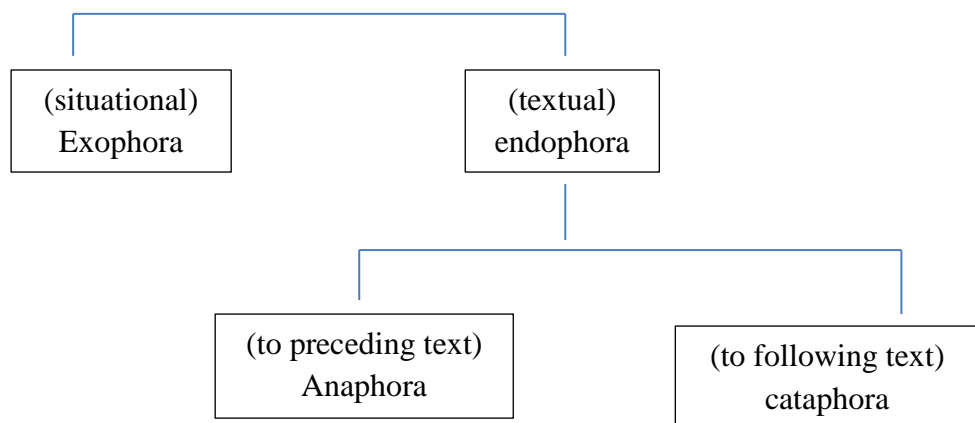 (situational)
Exophora
(textual)
endophora
(to preceding text)
Anaphora
(to following text)
cataphora